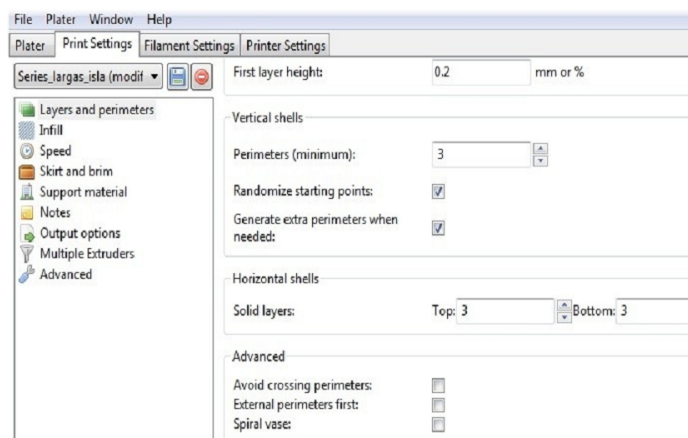 File Plater Window Help
Plater Print Settings Filament Settings Printer Settings
Series_largas_isla (modif
First layer height: 0.2 mm or %
Layers and perimeters
Infill
Speed
Skirt and brim
Support material
Notes
Output options
Multiple Extruders
Advanced
Vertical shells
Perimeters (minimum): 3
Randomize starting points:
Generate extra perimeters when
needed:
Horizontal shells
Solid layers: Top: 3 Bottom: 3
Advanced
Avoid crossing perimeters:
External perimeters first:
Spiral vase: